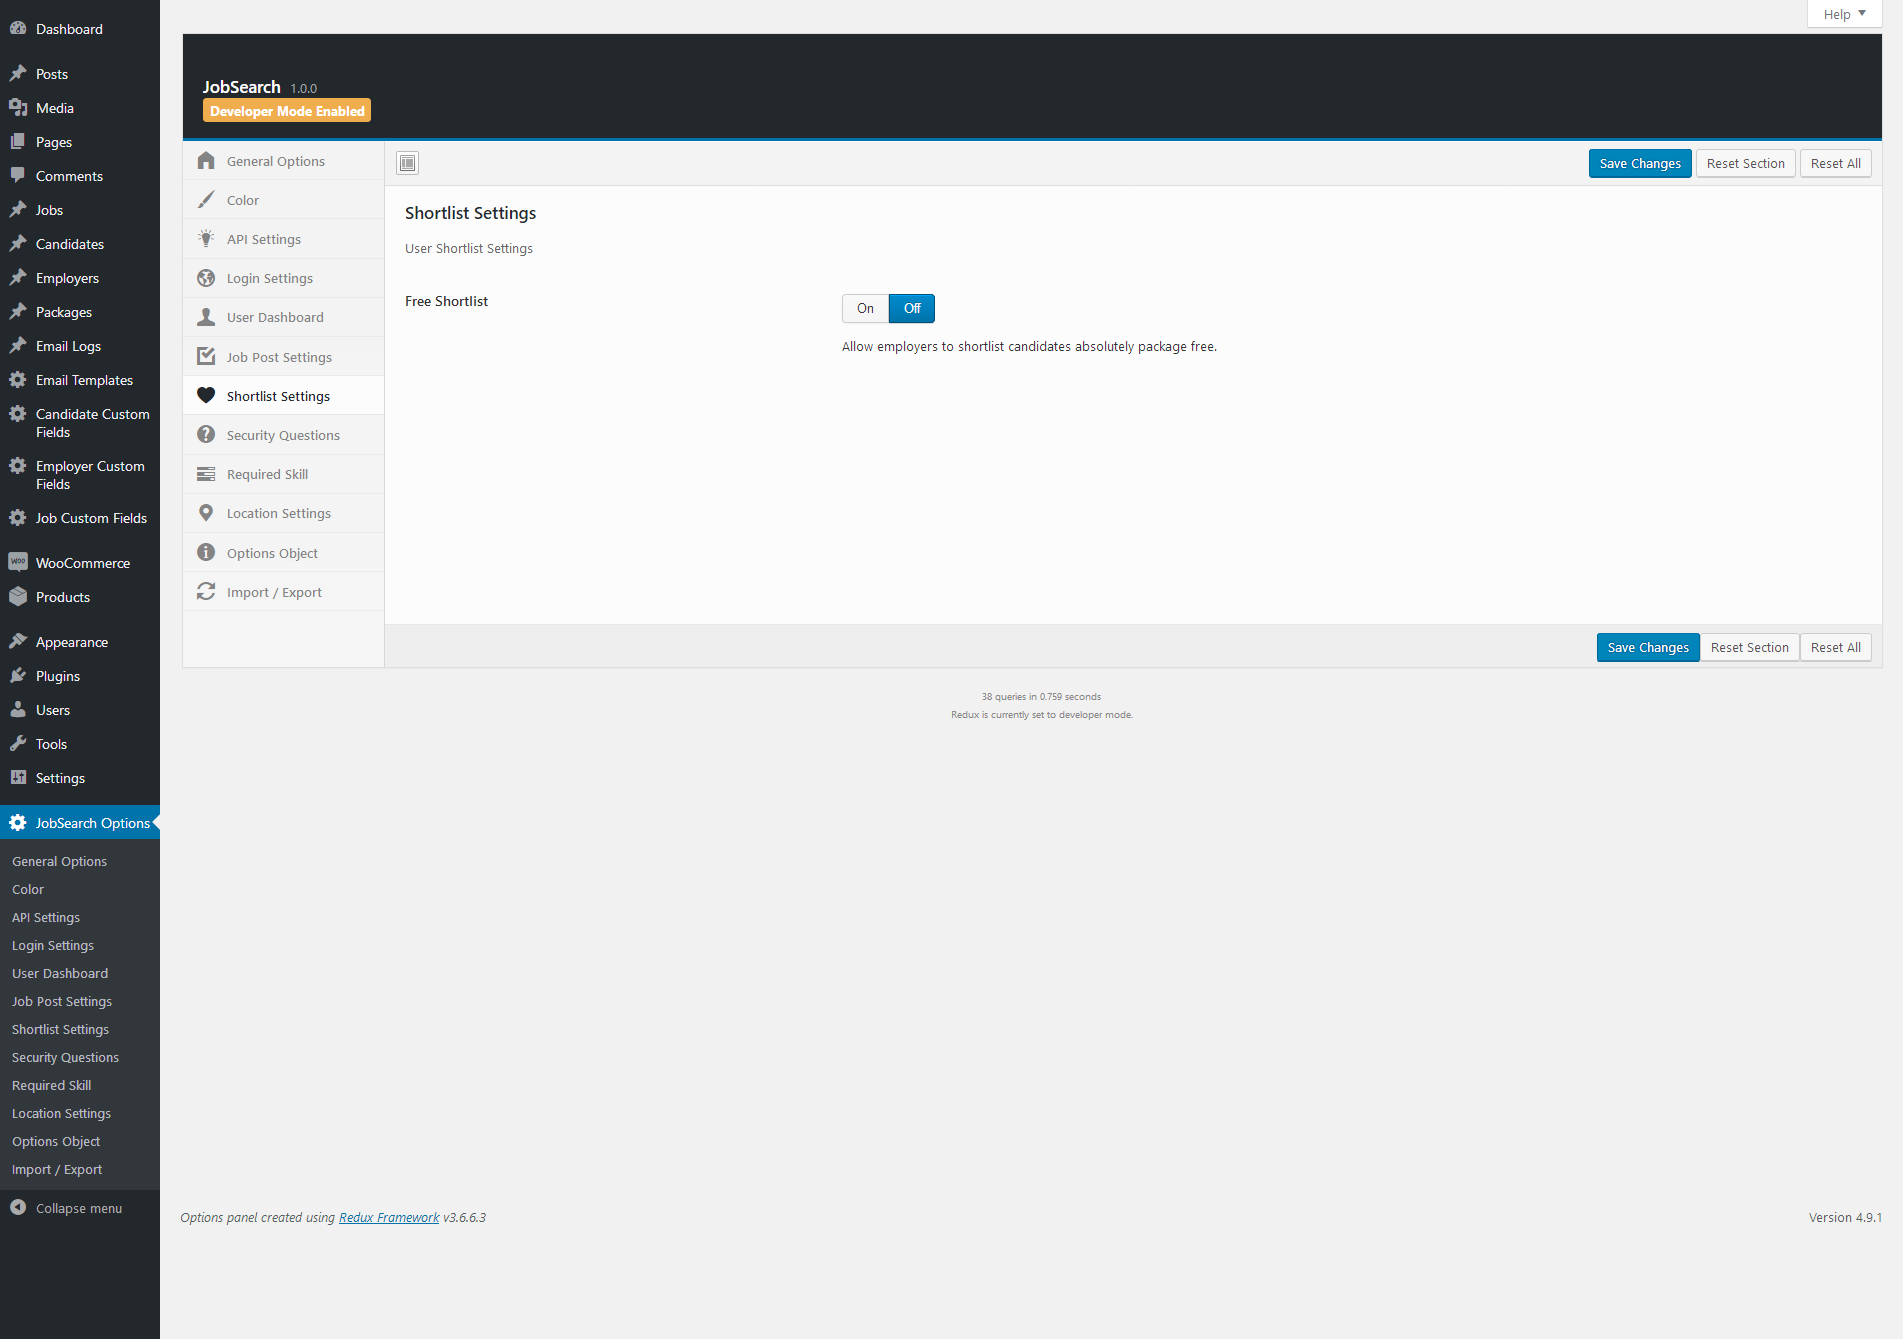 Dashboard
Posts
Media
Pages
Comments
Jobs
Candidates
Employers
Packages
Email Logs
Email Templates
Candidate Custom
Fields
Employer Custom
Fields
Job Custom Fields
Woo WooCommerce
Products
Appearance
Plugins
Users
Tools
Settings
JobSearch Options
General Options
Color
API Settings
Login Settings
User Dashboard
Job Post Settings
Shortlist Settings
Security Questions
Required Skill
Location Settings
Options Object
Import / Export
Collapse menu
Help
JobSearch 1.0.0
Developer Mode Enabled
General Options
Color
API Settings
Login Settings
User Dashboard
Job Post Settings
Shortlist Settings
Security Questions
Required Skill
Location Settings
Options Object
Import / Export
Save Changes Reset Section Reset All
Shortlist Settings
User Shortlist Settings
Free Shortlist
On Off
Allow employers to shortlist candidates absolutely package free.
Save Changes Reset Section Reset All
38 queries in 0.759 seconds
Redux is currently set to developer mode.
Options panel created using Redux Framework v3.6.6.3
Version 4.9.1